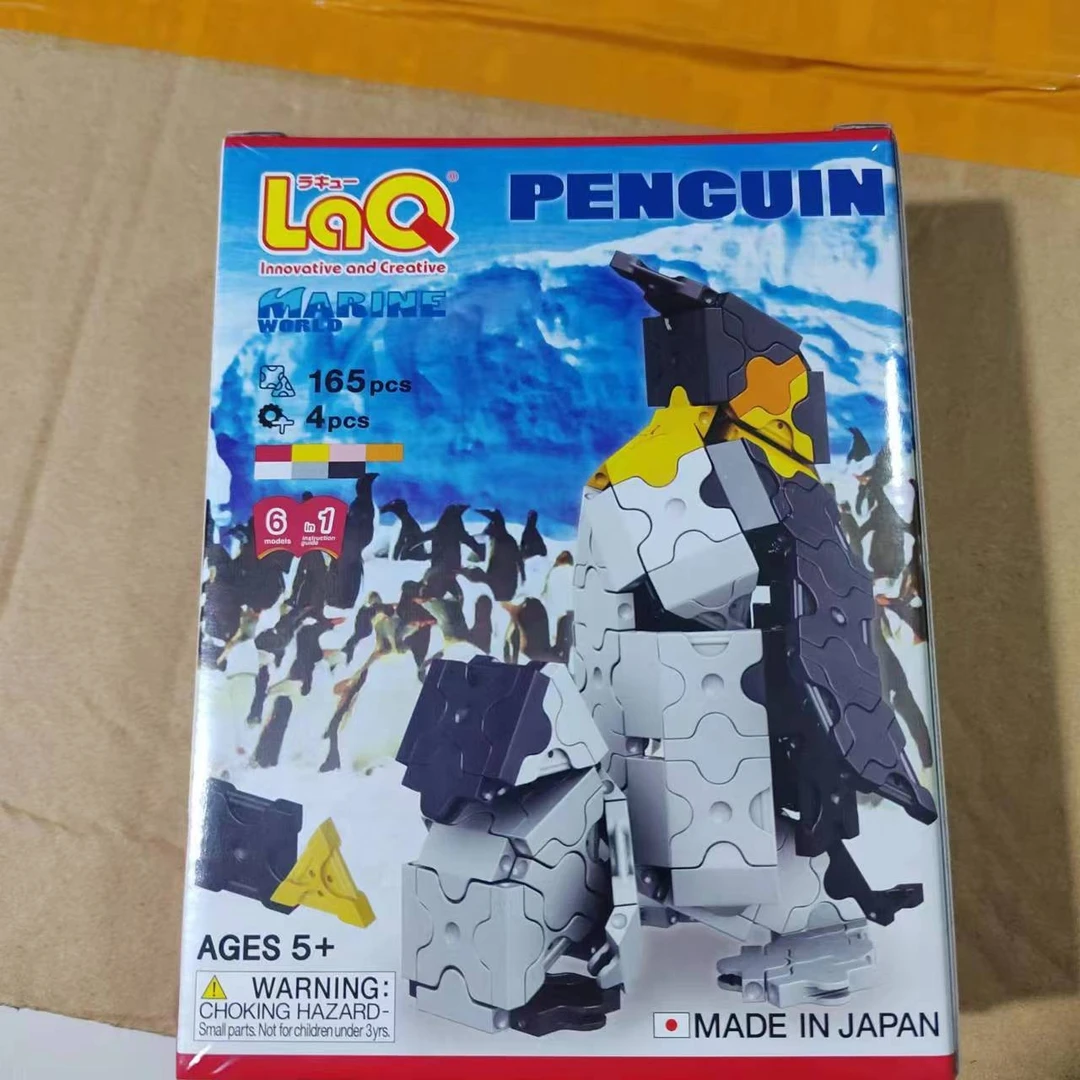 ラキュー
LaQ®
PENGUIN
Innovative and Creative
MARINE
WORLD
165pcs
4pcs
6 in 1
models instruction guide
AGES 5+
WARNING:
CHOKING HAZARD-
Small parts. Not for children under 3yrs.
MADE IN JAPAN